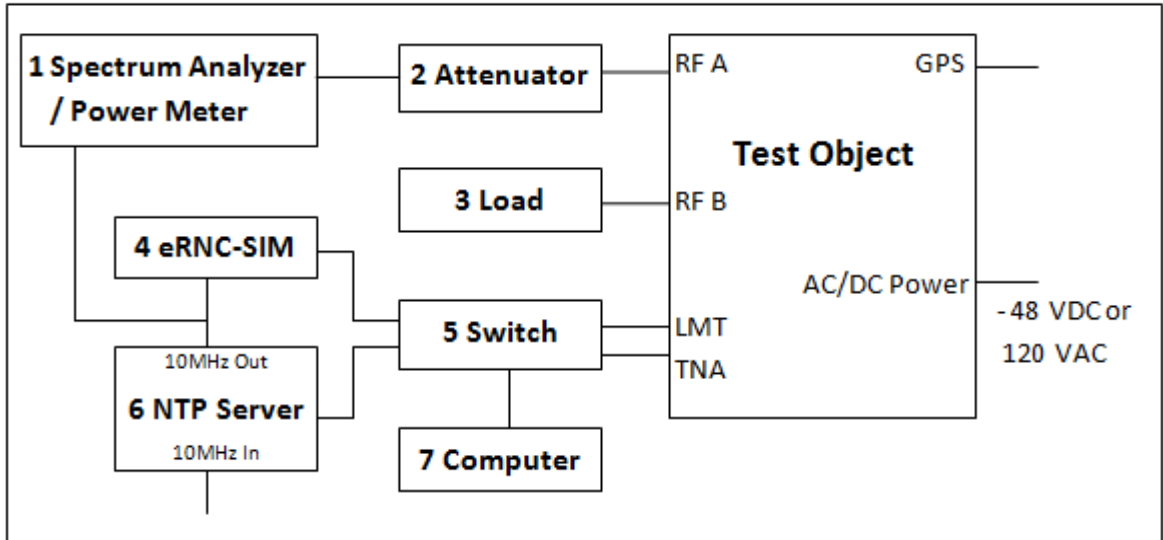 1 Spectrum Analyzer
/ Power Meter
2 Attenuator
RF A
GPS
Test Object
3 Load
RF B
4 eRNC-SIM
AC/DC Power
-48 VDC or
120 VAC
5 Switch
LMT
TNA
10MHz Out
6 NTP Server
10MHz In
7 Computer